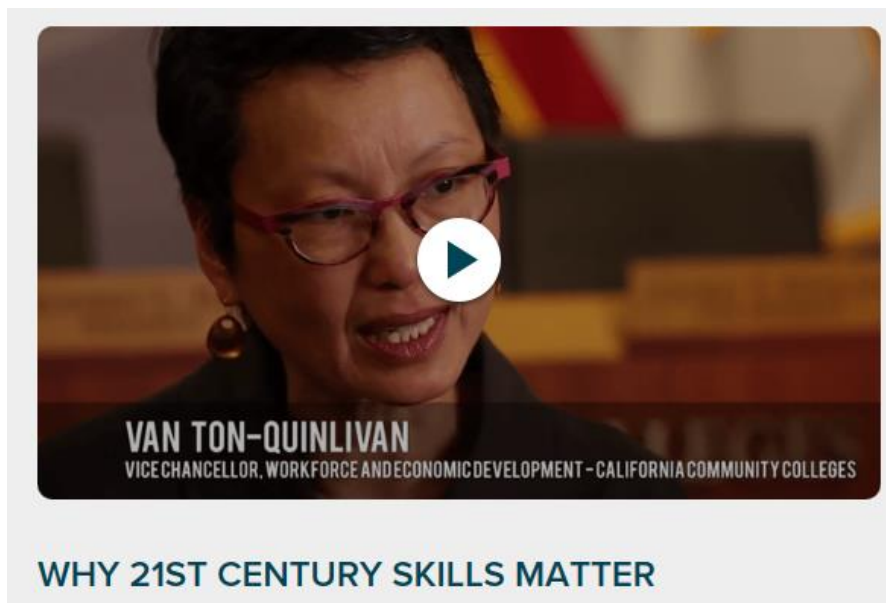 VAN TON-QUINLIVAN
VICE CHANCELLOR, WORKFORCE AND ECONOMIC DEVELOPMENT - CALIFORNIA COMMUNITY COLLEGES
WHY 21ST CENTURY SKILLS MATTER